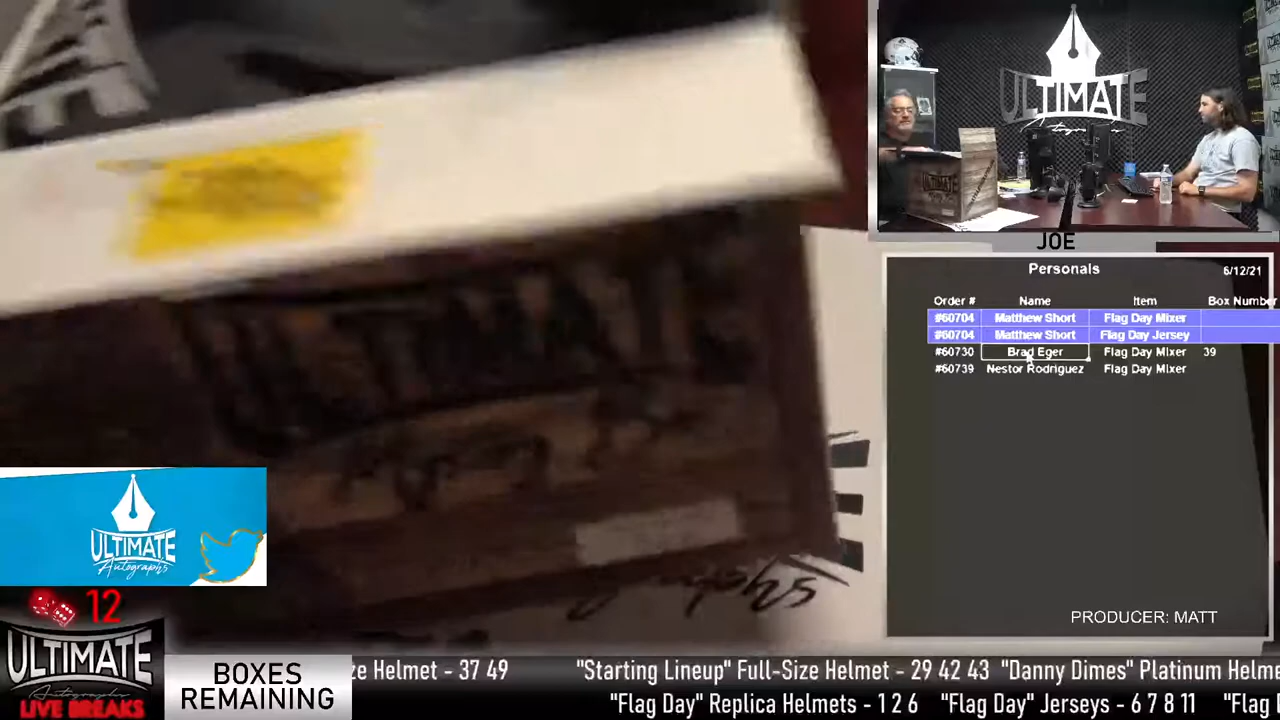 ULTIMATE
Autographs
JOE
Personals 6/12/21
Order # Name Item Box Number
#60704 Matthew Short Flag Day Mixer
#60704 Matthew Short Flag Day Jersey
#60730 Brad Eger Flag Day Mixer 39
#60739 Nestor Rodriguez Flag Day Mixer
PRODUCER: MATT
ULTIMATE
Autographs
12
ULTIMATE
Autographs
LIVE BREAKS
BOXES
REMAINING
ze Helmet - 37 49 "Starting Lineup" Full-Size Helmet - 29 42 43 "Danny Dimes" Platinum Helme
"Flag Day" Replica Helmets - 1 2 6 "Flag Day" Jerseys - 6 7 8 11 "Flag